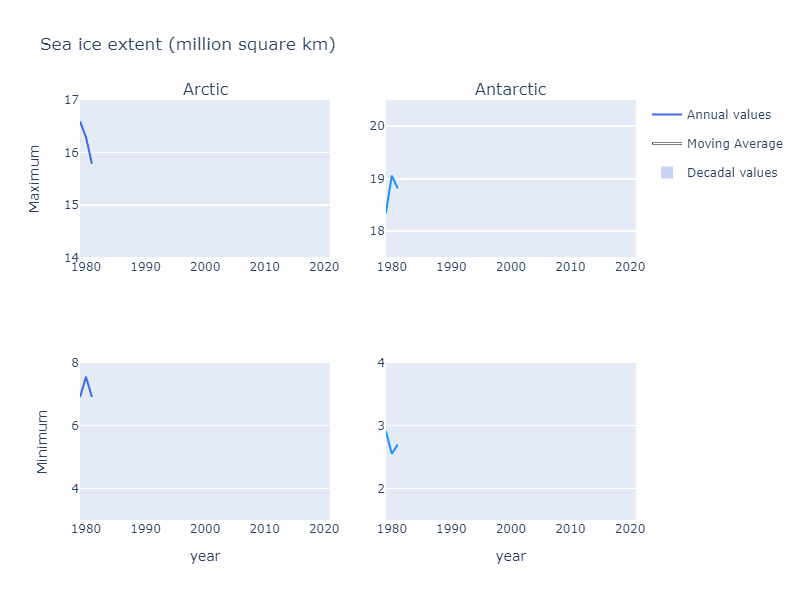 Sea ice extent (million square km)
Arctic
Antarctic
Maximum
17
16
15
14
1980 1990 2000 2010 2020
20
19
18
1980 1990 2000 2010 2020
Annual values
Moving Average
Decadal values
Minimum
8
6
4
1980 1990 2000 2010 2020
year
4
3
2
1980 1990 2000 2010 2020
year